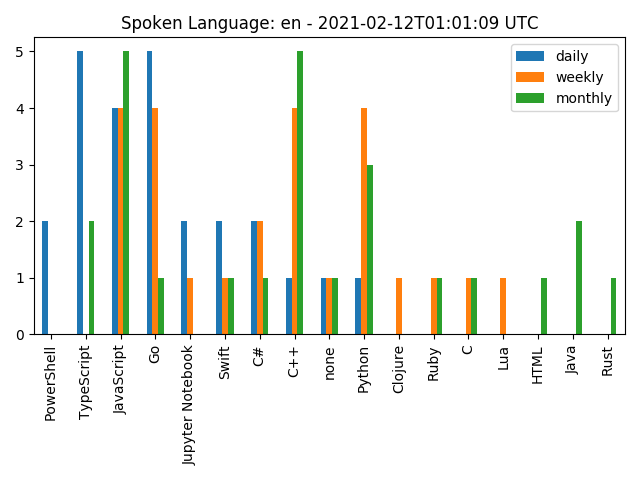 Spoken Language: en - 2021-02-12T01:01:09 UTC
daily
weekly
monthly
5
4
3
2
1
0
PowerShell
TypeScript
JavaScript
Go
Jupyter Notebook
Swift
C#
C++
none
Python
Clojure
Ruby
C
Lua
HTML
Java
Rust